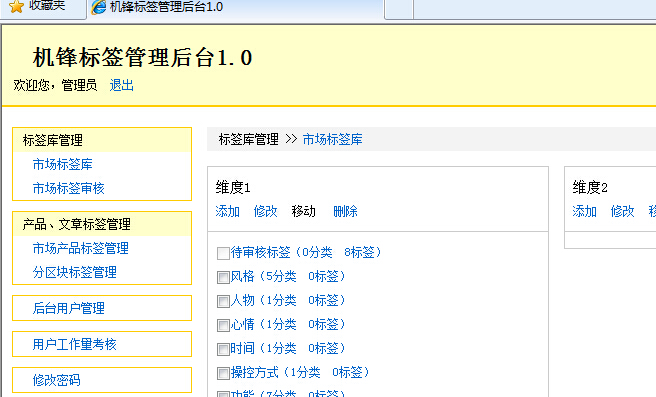 收藏夹
机锋标签管理后台1.0
机锋标签管理后台1.0
欢迎您，管理员 退出
标签库管理
市场标签库
市场标签审核
产品、文章标签管理
市场产品标签管理
分区块标签管理
后台用户管理
用户工作量考核
修改密码
标签库管理 >> 市场标签库
维度1
添加 修改 移动 删除
待审核标签（0分类 8标签）
风格（5分类 0标签）
人物（1分类 0标签）
心情（1分类 0标签）
时间（1分类 0标签）
操控方式（1分类 0标签）
功能（7分类 0标签）
维度2
添加 修改